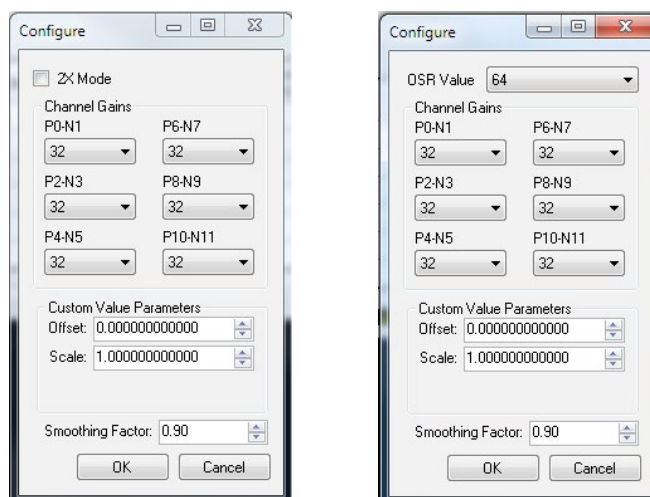 Configure
2X Mode
Channel Gains
P0-N1 P6-N7
32 32
P2-N3 P8-N9
32 32
P4-N5 P10-N11
32 32
Custom Value Parameters
Offset: 0.000000000000
Scale: 1.000000000000
Smoothing Factor: 0.90
OK Cancel
Configure
OSR Value 64
Channel Gains
P0-N1 P6-N7
32 32
P2-N3 P8-N9
32 32
P4-N5 P10-N11
32 32
Custom Value Parameters
Offset: 0.000000000000
Scale: 1.000000000000
Smoothing Factor: 0.90
OK Cancel